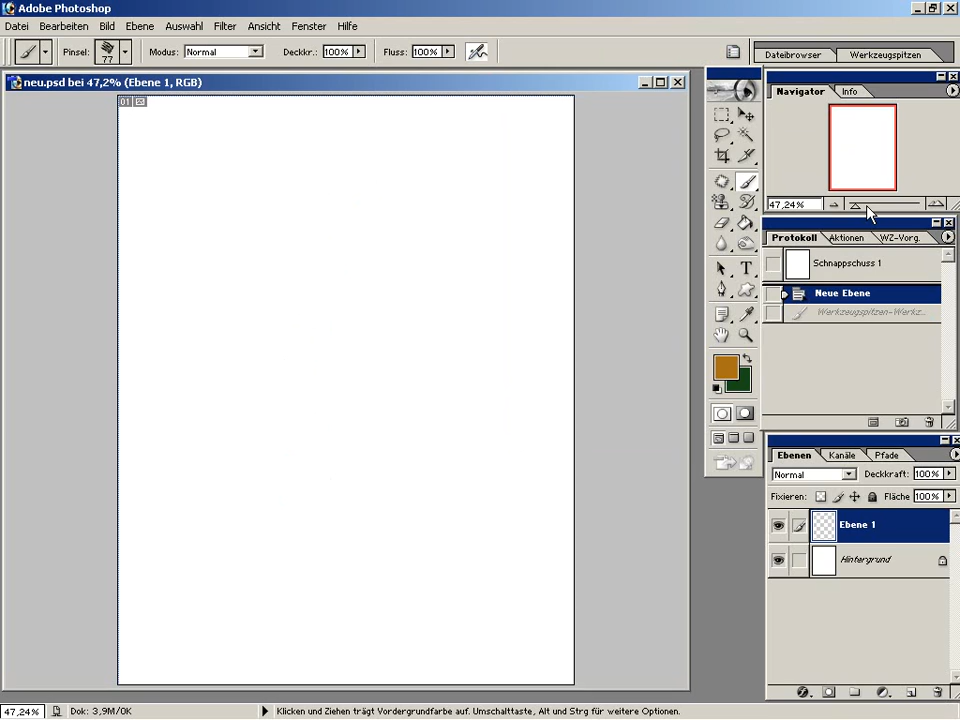 Adobe Photoshop
Datei Bearbeiten Bild Ebene Auswahl Filter Ansicht Fenster Hilfe
Pinsel: 77 Modus: Normal Deckkr.: 100% Fluss: 100% Dateibrowser Werkzeugspitzen
neu.psd bei 47,2% (Ebene 1, RGB)
01
Navigator Info
47,24%
Protokoll Aktionen WZ-Vorg.
Schnappschuss 1
Neue Ebene
Werkzeugspitzen-Werkz...
Ebenen Kanäle Pfade
Normal Deckkraft: 100%
Fixieren: Fläche 100%
Ebene 1
Hintergrund
47,24% Dok: 3,9M/0K Klicken und Ziehen trägt Vordergrundfarbe auf. Umschalttaste, Alt und Strg für weitere Optionen.